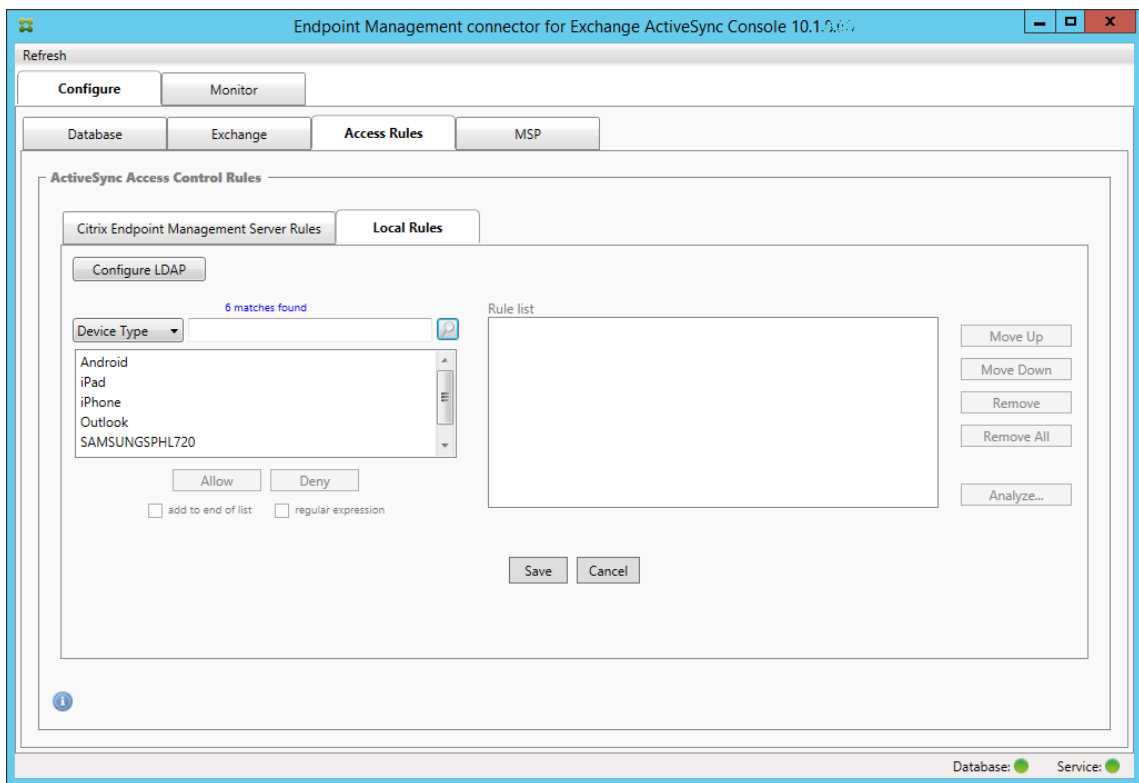 Endpoint Management connector for Exchange ActiveSync Console 10.1.
Refresh
Configure Monitor
Database Exchange Access Rules MSP
ActiveSync Access Control Rules
Citrix Endpoint Management Server Rules Local Rules
Configure LDAP
6 matches found Rule list
Device Type Move Up
Android
iPad Move Down
iPhone Remove
Outlook
SAMSUNGSPHL720 Remove All
Allow Deny
Analyze...
add to end of list regular expression
Save Cancel
Database: Service: